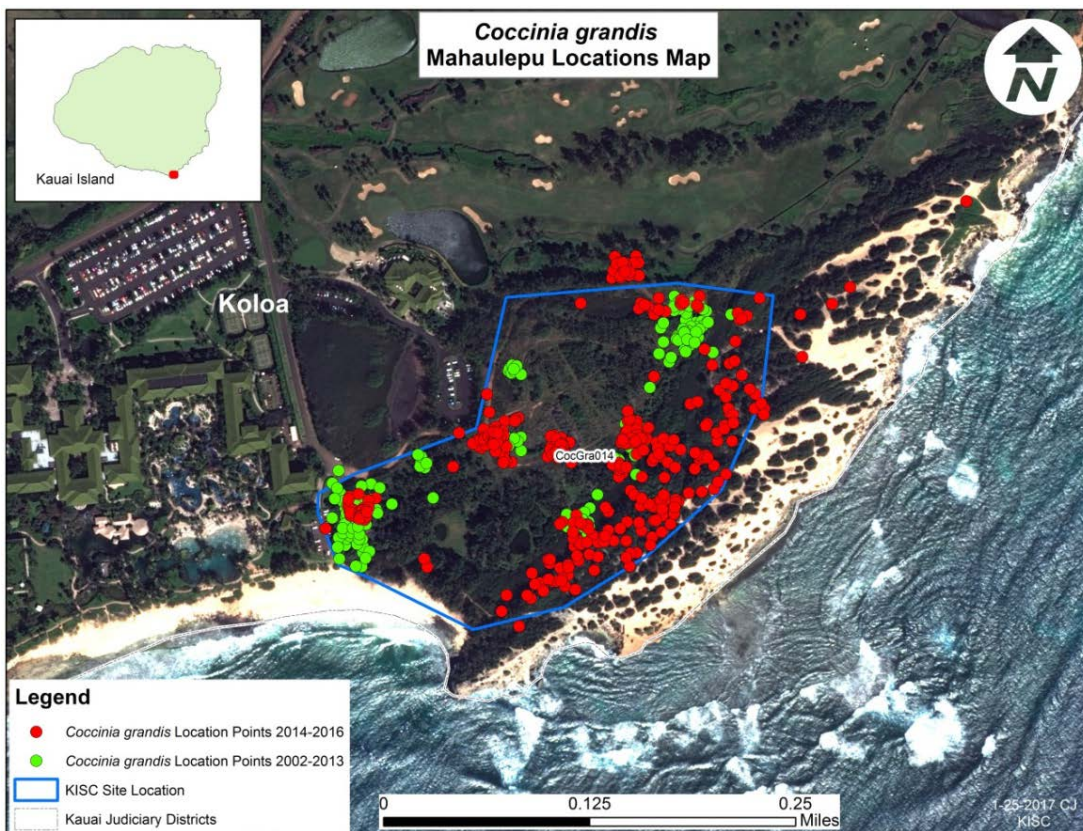 Coccinia grandis
Mahaulepu Locations Map
N
Kauai Island
Koloa
CocGra014
Legend
Coccinia grandis Location Points 2014-2016
Coccinia grandis Location Points 2002-2013
KISC Site Location
Kauai Judiciary Districts
0 0.125 0.25
Miles
1-25-2017 CJ
KISC